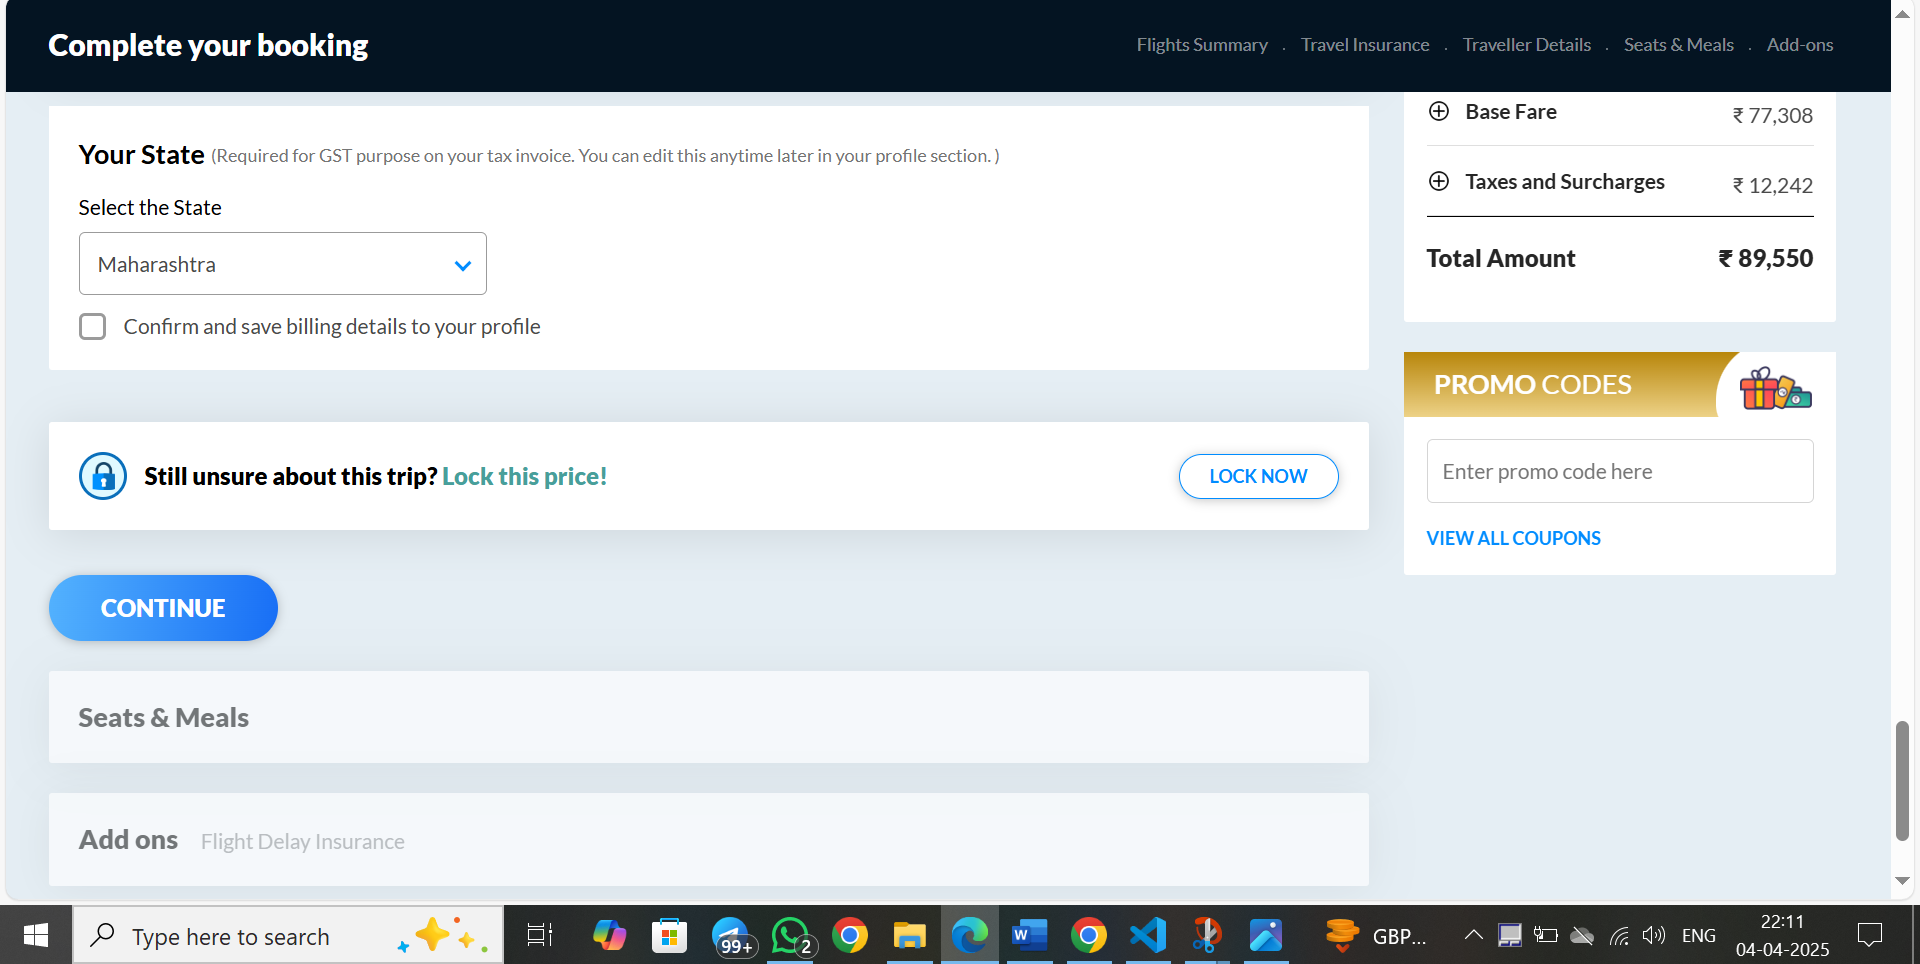 Complete your booking
Flights Summary . Travel Insurance . Traveller Details . Seats & Meals . Add-ons
Your State (Required for GST purpose on your tax invoice. You can edit this anytime later in your profile section. )
Select the State
Maharashtra
Confirm and save billing details to your profile
Still unsure about this trip? Lock this price!
LOCK NOW
CONTINUE
Seats & Meals
Add ons Flight Delay Insurance
Base Fare ₹ 77,308
Taxes and Surcharges ₹ 12,242
Total Amount ₹ 89,550
PROMO CODES
Enter promo code here
VIEW ALL COUPONS
Type here to search
99+
2
W
GBP...
ENG
22:11
04-04-2025